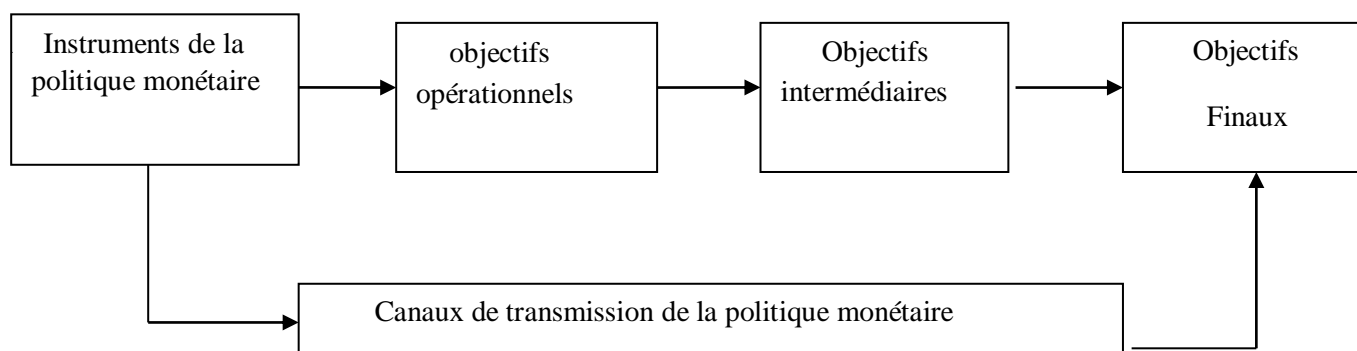 Instruments de la
politique monétaire
objectifs
opérationnels
Objectifs
intermédiaires
Objectifs
Finaux
Canaux de transmission de la politique monétaire